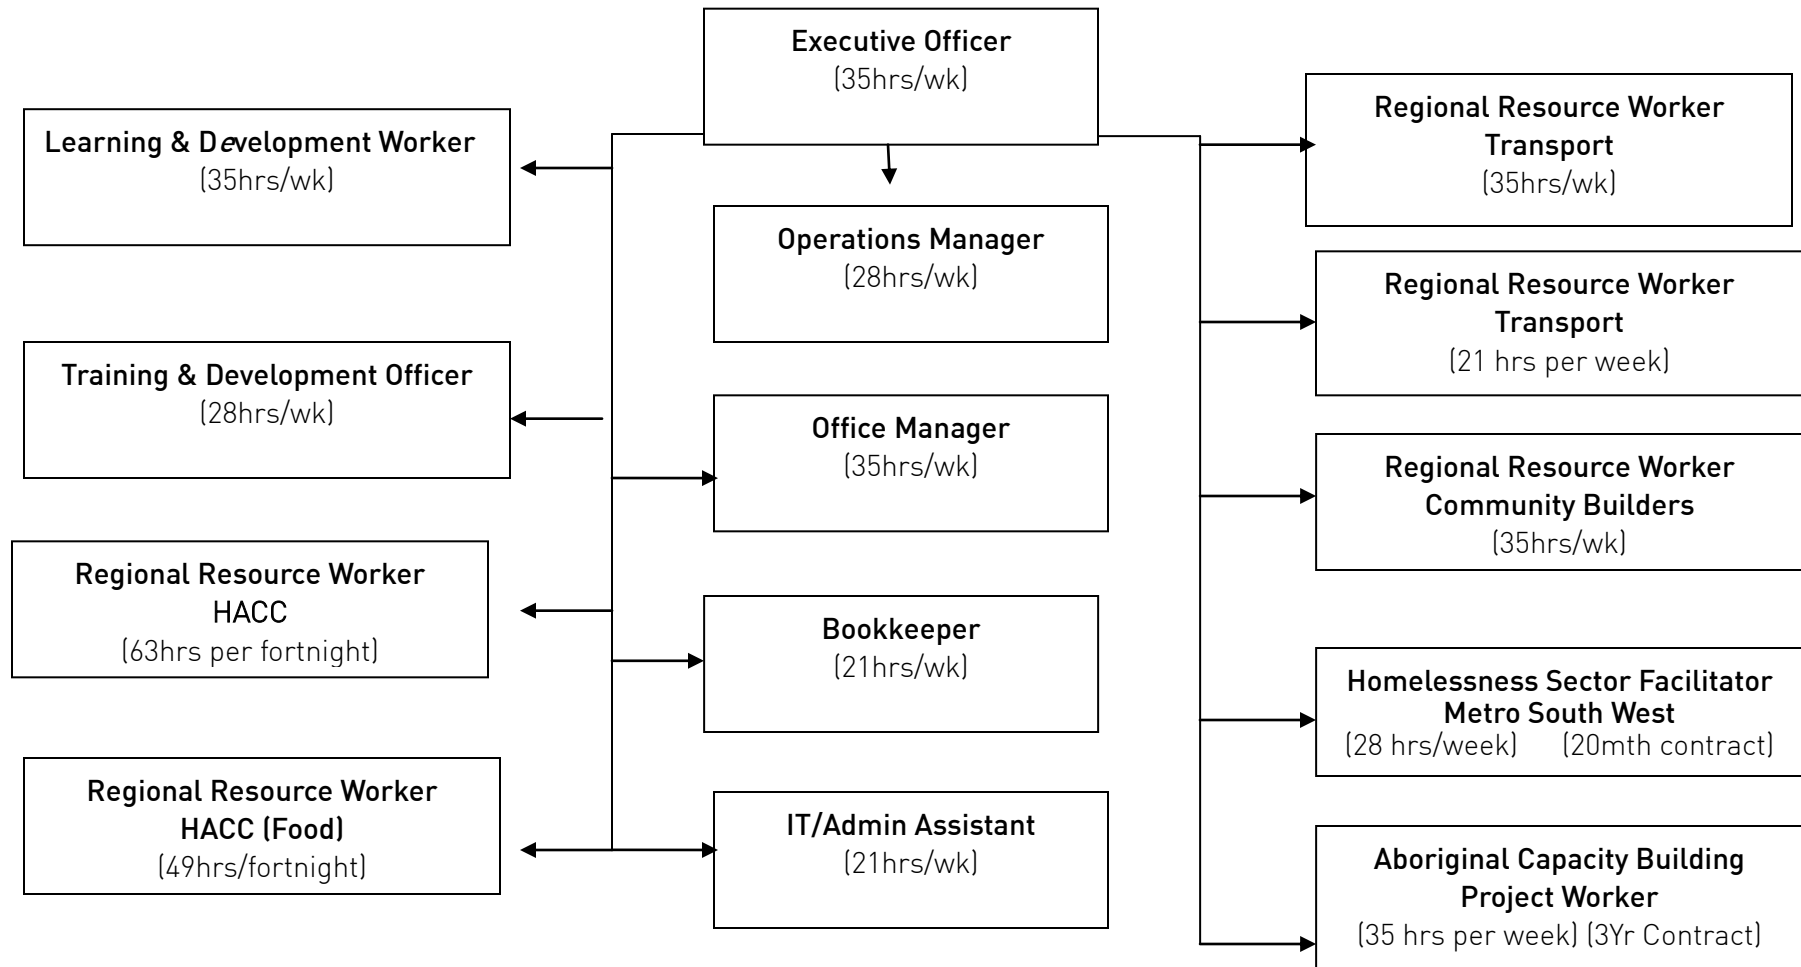 Executive Officer
(35hrs/wk)
Learning & Development Worker
(35hrs/wk)
Training & Development Officer
(28hrs/wk)
Regional Resource Worker
HACC
(63hrs per fortnight)
Regional Resource Worker
HACC (Food)
(49hrs/fortnight)
Operations Manager
(28hrs/wk)
Office Manager
(35hrs/wk)
Bookkeeper
(21hrs/wk)
IT/Admin Assistant
(21hrs/wk)
Regional Resource Worker
Transport
(35hrs/wk)
Regional Resource Worker
Transport
(21 hrs per week)
Regional Resource Worker
Community Builders
(35hrs/wk)
Homelessness Sector Facilitator
Metro South West
(28 hrs/week) (20mth contract)
Aboriginal Capacity Building
Project Worker
(35 hrs per week) (3Yr Contract)